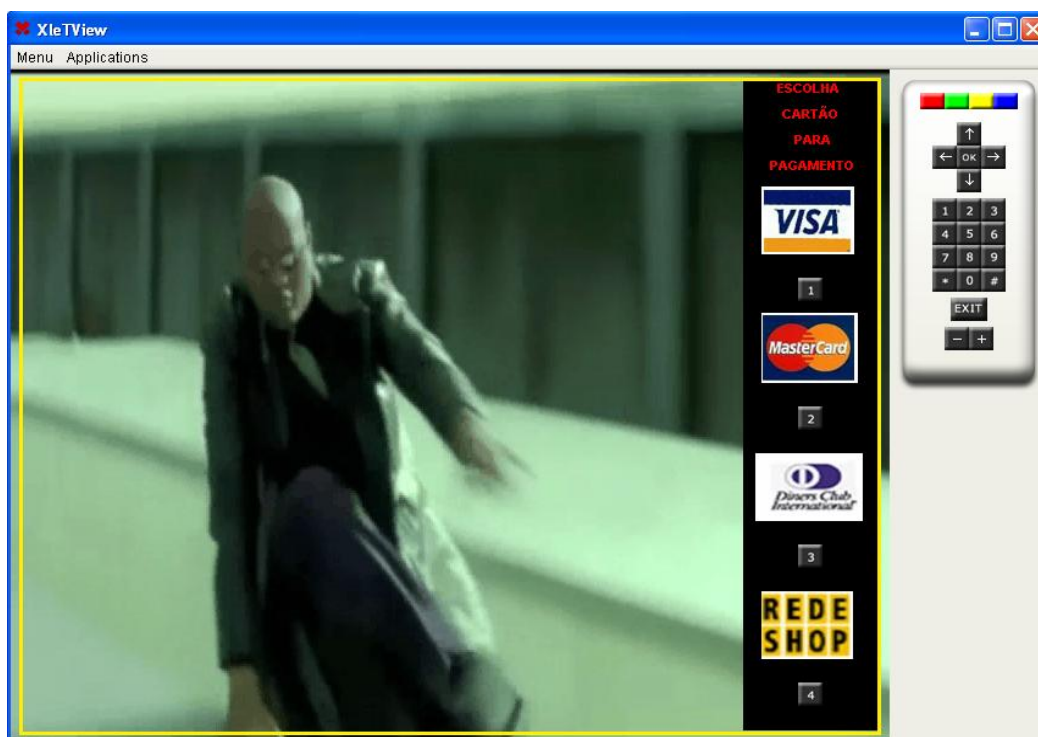 XleTView
Menu Applications
ESCOLHA
CARTÃO
PARA
PAGAMENTO
VISA
1
MasterCard
2
Diners Club
International
3
REDE
SHOP
4
↑
← OK →
↓
1 2 3
4 5 6
7 8 9
* 0 #
EXIT
- +